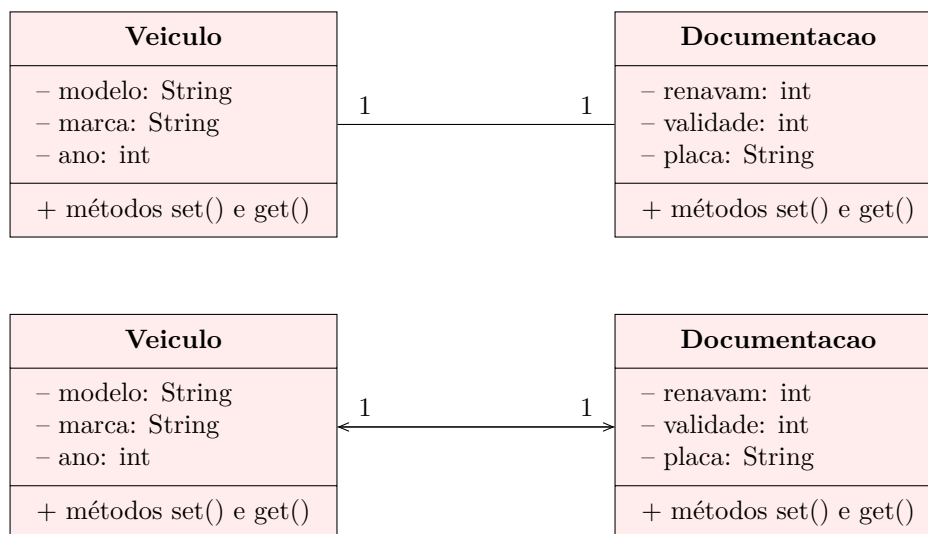 Veiculo
– modelo: String
– marca: String
– ano: int
+ métodos set() e get()
1
1
Documentacao
– renavam: int
– validade: int
– placa: String
+ métodos set() e get()
Veiculo
– modelo: String
– marca: String
– ano: int
+ métodos set() e get()
1
1
Documentacao
– renavam: int
– validade: int
– placa: String
+ métodos set() e get()